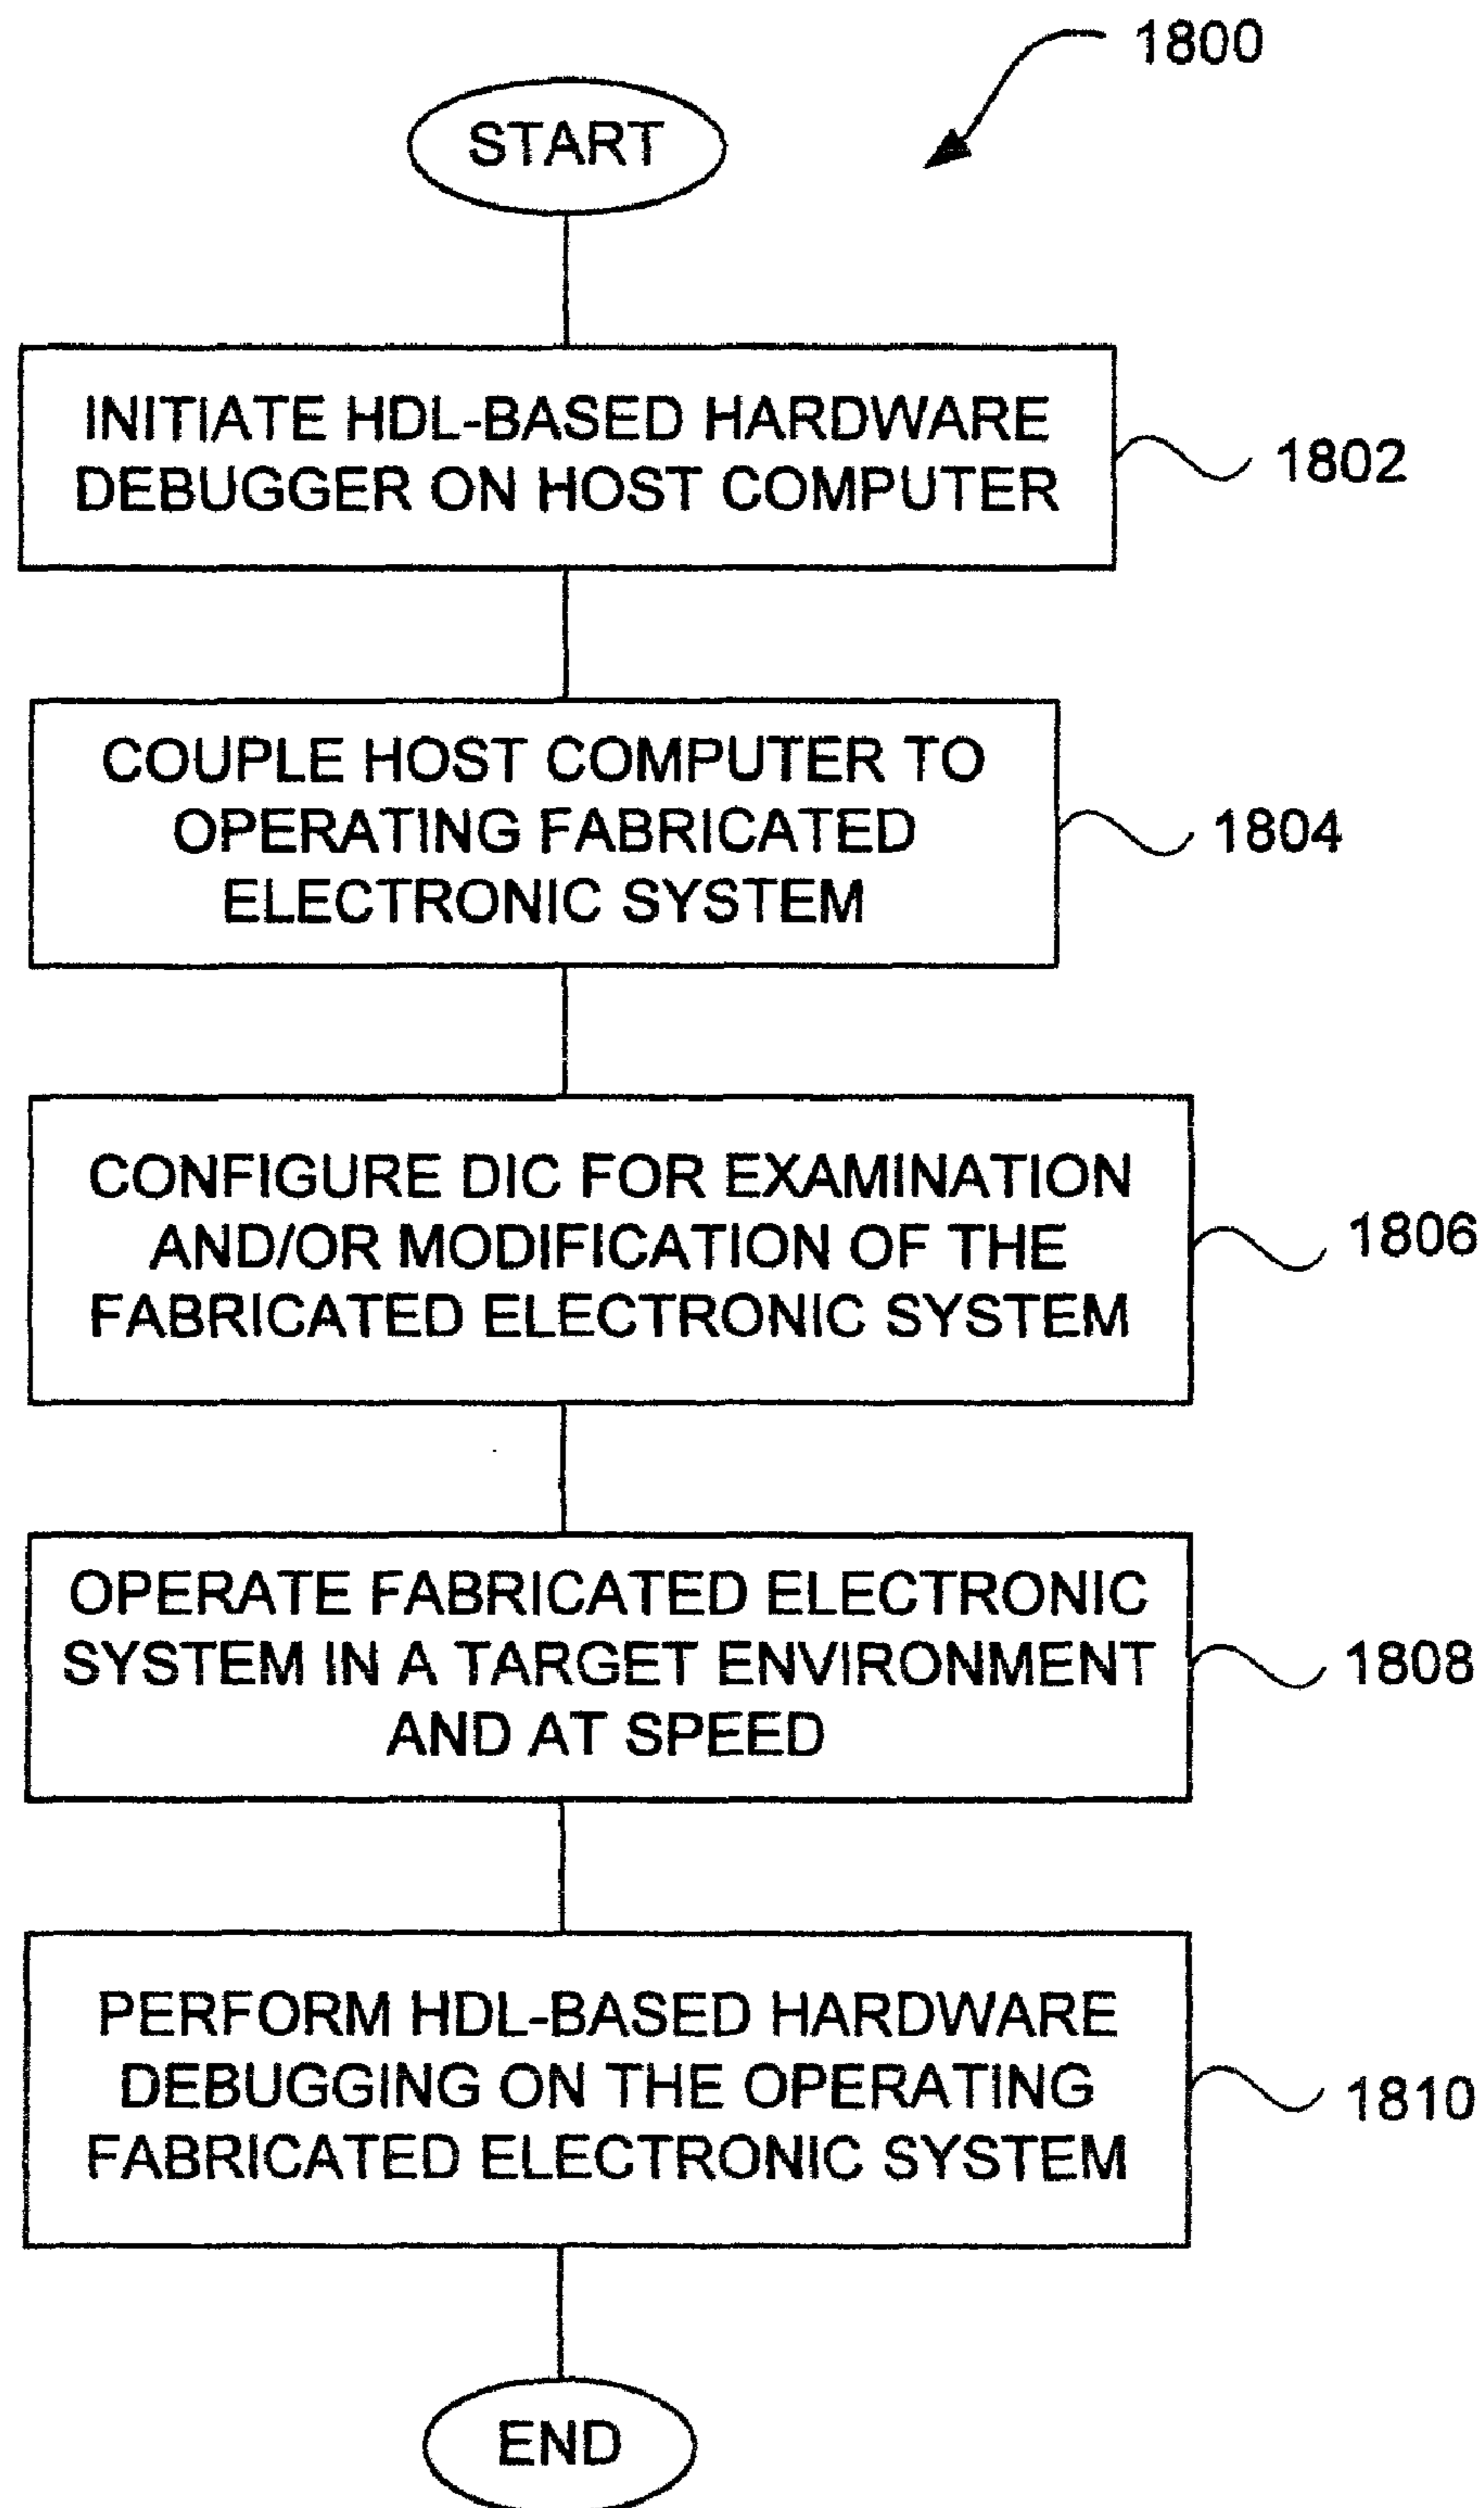 1800
START
INITIATE HDL-BASED HARDWARE
DEBUGGER ON HOST COMPUTER
1802
COUPLE HOST COMPUTER TO
OPERATING FABRICATED
ELECTRONIC SYSTEM
1804
CONFIGURE DIC FOR EXAMINATION
AND/OR MODIFICATION OF THE
FABRICATED ELECTRONIC SYSTEM
1806
OPERATE FABRICATED ELECTRONIC
SYSTEM IN A TARGET ENVIRONMENT
AND AT SPEED
1808
PERFORM HDL-BASED HARDWARE
DEBUGGING ON THE OPERATING
FABRICATED ELECTRONIC SYSTEM
1810
END